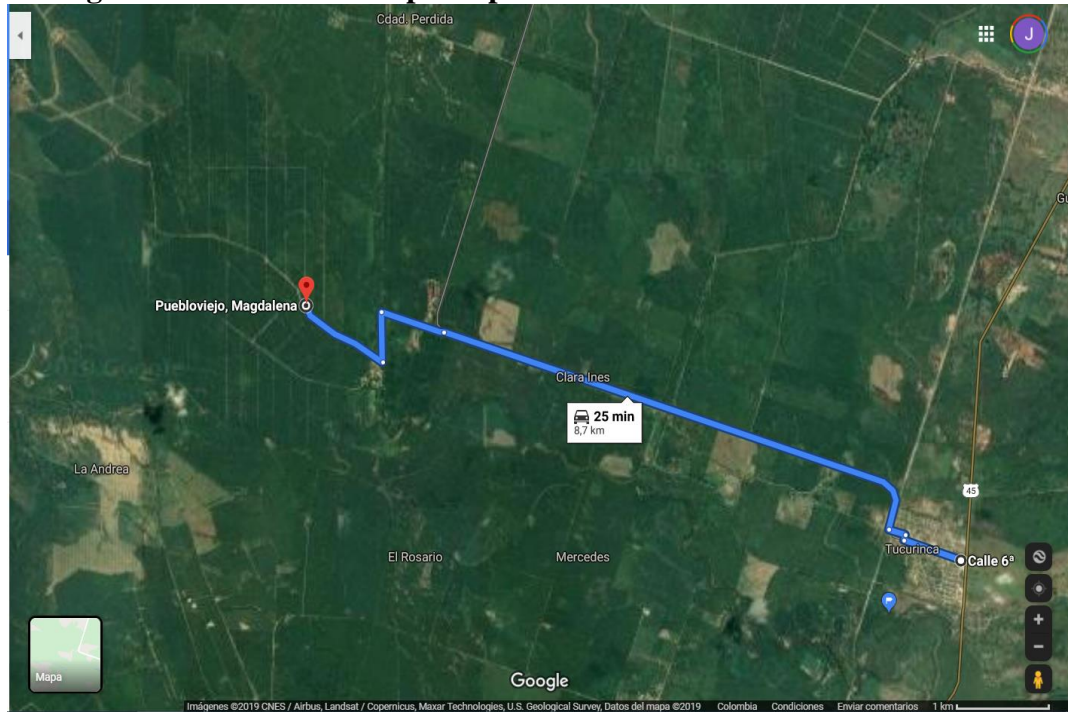 Cdad. Perdida
J
Puebloviejo, Magdalena
Clara Ines
25 min
8,7 km
La Andrea
45
El Rosario
Mercedes
Tucurinca
Calle 6ª
Mapa
Google
Imágenes ©2019 CNES / Airbus, Landsat / Copernicus, Maxar Technologies, U.S. Geological Survey, Datos del mapa ©2019 Colombia Condiciones Enviar comentarios 1 km